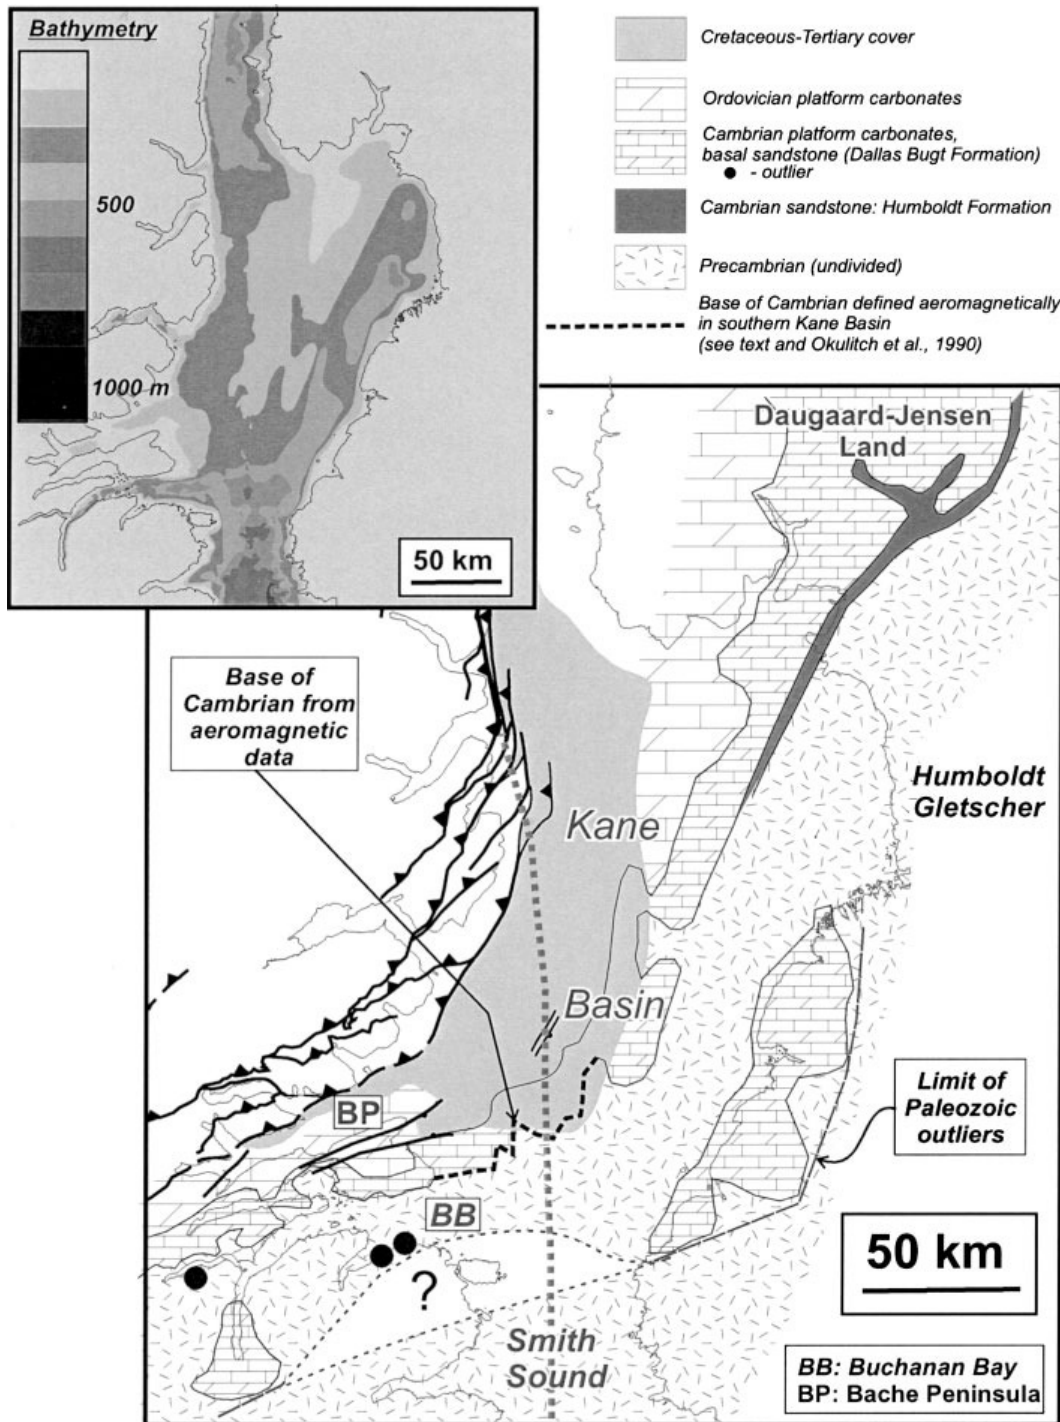 Bathymetry
500
1000 m
50 km
Cretaceous-Tertiary cover
Ordovician platform carbonates
Cambrian platform carbonates,
basal sandstone (Dallas Bugt Formation)
- outlier
Cambrian sandstone: Humboldt Formation
Precambrian (undivided)
Base of Cambrian defined aeromagnetically
in southern Kane Basin
(see text and Okulitch et al., 1990)
Daugaard-Jensen
Land
Base of
Cambrian from
aeromagnetic
data
Humboldt
Gletscher
Kane
Basin
BP
Limit of
Paleozoic
outliers
BB
?
50 km
Smith
Sound
BB: Buchanan Bay
BP: Bache Peninsula